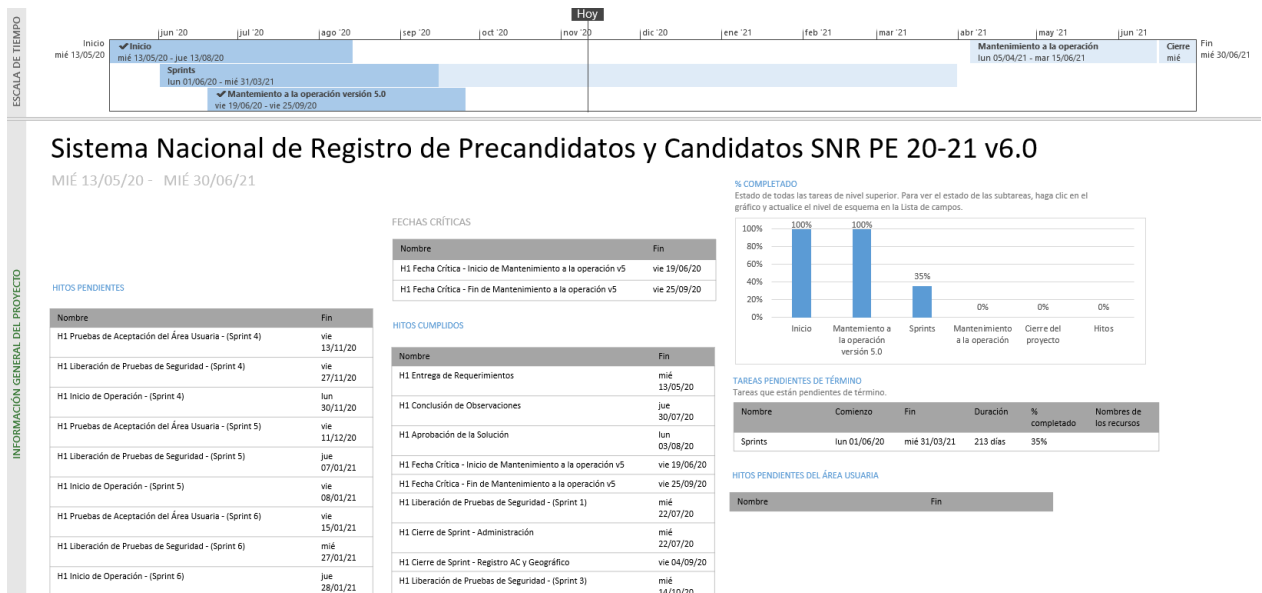 Hoy
ESCALA DE TIEMPO
jun '20 jul '20 ago '20 sep '20 oct '20 nov '20 dic '20 ene '21 feb '21 mar '21 abr '21 may '21 jun '21
Inicio
mié 13/05/20
✔Inicio
mié 13/05/20 - jue 13/08/20
Sprints
lun 01/06/20 - mié 31/03/21
✔Mantemiento a la operación versión 5.0
vie 19/06/20 - vie 25/09/20
Mantenimiento a la operación
lun 05/04/21 - mar 15/06/21
Cierre
mié
Fin
mié 30/06/21
INFORMACIÓN GENERAL DEL PROYECTO
Sistema Nacional de Registro de Precandidatos y Candidatos SNR PE 20-21 v6.0
MIÉ 13/05/20 - MIÉ 30/06/21
HITOS PENDIENTES
Nombre Fin
H1 Pruebas de Aceptación del Área Usuaria - (Sprint 4) vie
13/11/20
H1 Liberación de Pruebas de Seguridad - (Sprint 4) vie
27/11/20
H1 Inicio de Operación - (Sprint 4) lun
30/11/20
H1 Pruebas de Aceptación del Área Usuaria - (Sprint 5) vie
11/12/20
H1 Liberación de Pruebas de Seguridad - (Sprint 5) jue
07/01/21
H1 Inicio de Operación - (Sprint 5) vie
08/01/21
H1 Pruebas de Aceptación del Área Usuaria - (Sprint 6) vie
15/01/21
H1 Liberación de Pruebas de Seguridad - (Sprint 6) mié
27/01/21
H1 Inicio de Operación - (Sprint 6) jue
28/01/21
FECHAS CRÍTICAS
Nombre Fin
H1 Fecha Crítica - Inicio de Mantenimiento a la operación v5 vie 19/06/20
H1 Fecha Crítica - Fin de Mantenimiento a la operación v5 vie 25/09/20
HITOS CUMPLIDOS
Nombre Fin
H1 Entrega de Requerimientos mié
13/05/20
H1 Conclusión de Observaciones jue
30/07/20
H1 Aprobación de la Solución lun
03/08/20
H1 Fecha Crítica - Inicio de Mantenimiento a la operación v5 vie 19/06/20
H1 Fecha Crítica - Fin de Mantenimiento a la operación v5 vie 25/09/20
H1 Liberación de Pruebas de Seguridad - (Sprint 1) mié
22/07/20
H1 Cierre de Sprint - Administración mié
22/07/20
H1 Cierre de Sprint - Registro AC y Geográfico vie 04/09/20
H1 Liberación de Pruebas de Seguridad - (Sprint 3) mié
14/10/20
% COMPLETADO
Estado de todas las tareas de nivel superior. Para ver el estado de las subtareas, haga clic en el
gráfico y actualice el nivel de esquema en la Lista de campos.
100%
80%
60%
40%
20%
0%
100% 100% 35% 0% 0% 0%
Inicio
Mantemiento a
la operación
versión 5.0
Sprints
Mantenimiento
a la operación
Cierre del
proyecto
Hitos
TAREAS PENDIENTES DE TÉRMINO
Tareas que están pendientes de término.
Nombre Comienzo Fin Duración %
completado Nombres de
los recursos
Sprints lun 01/06/20 mié 31/03/21 213 días 35%
HITOS PENDIENTES DEL ÁREA USUARIA
Nombre Fin